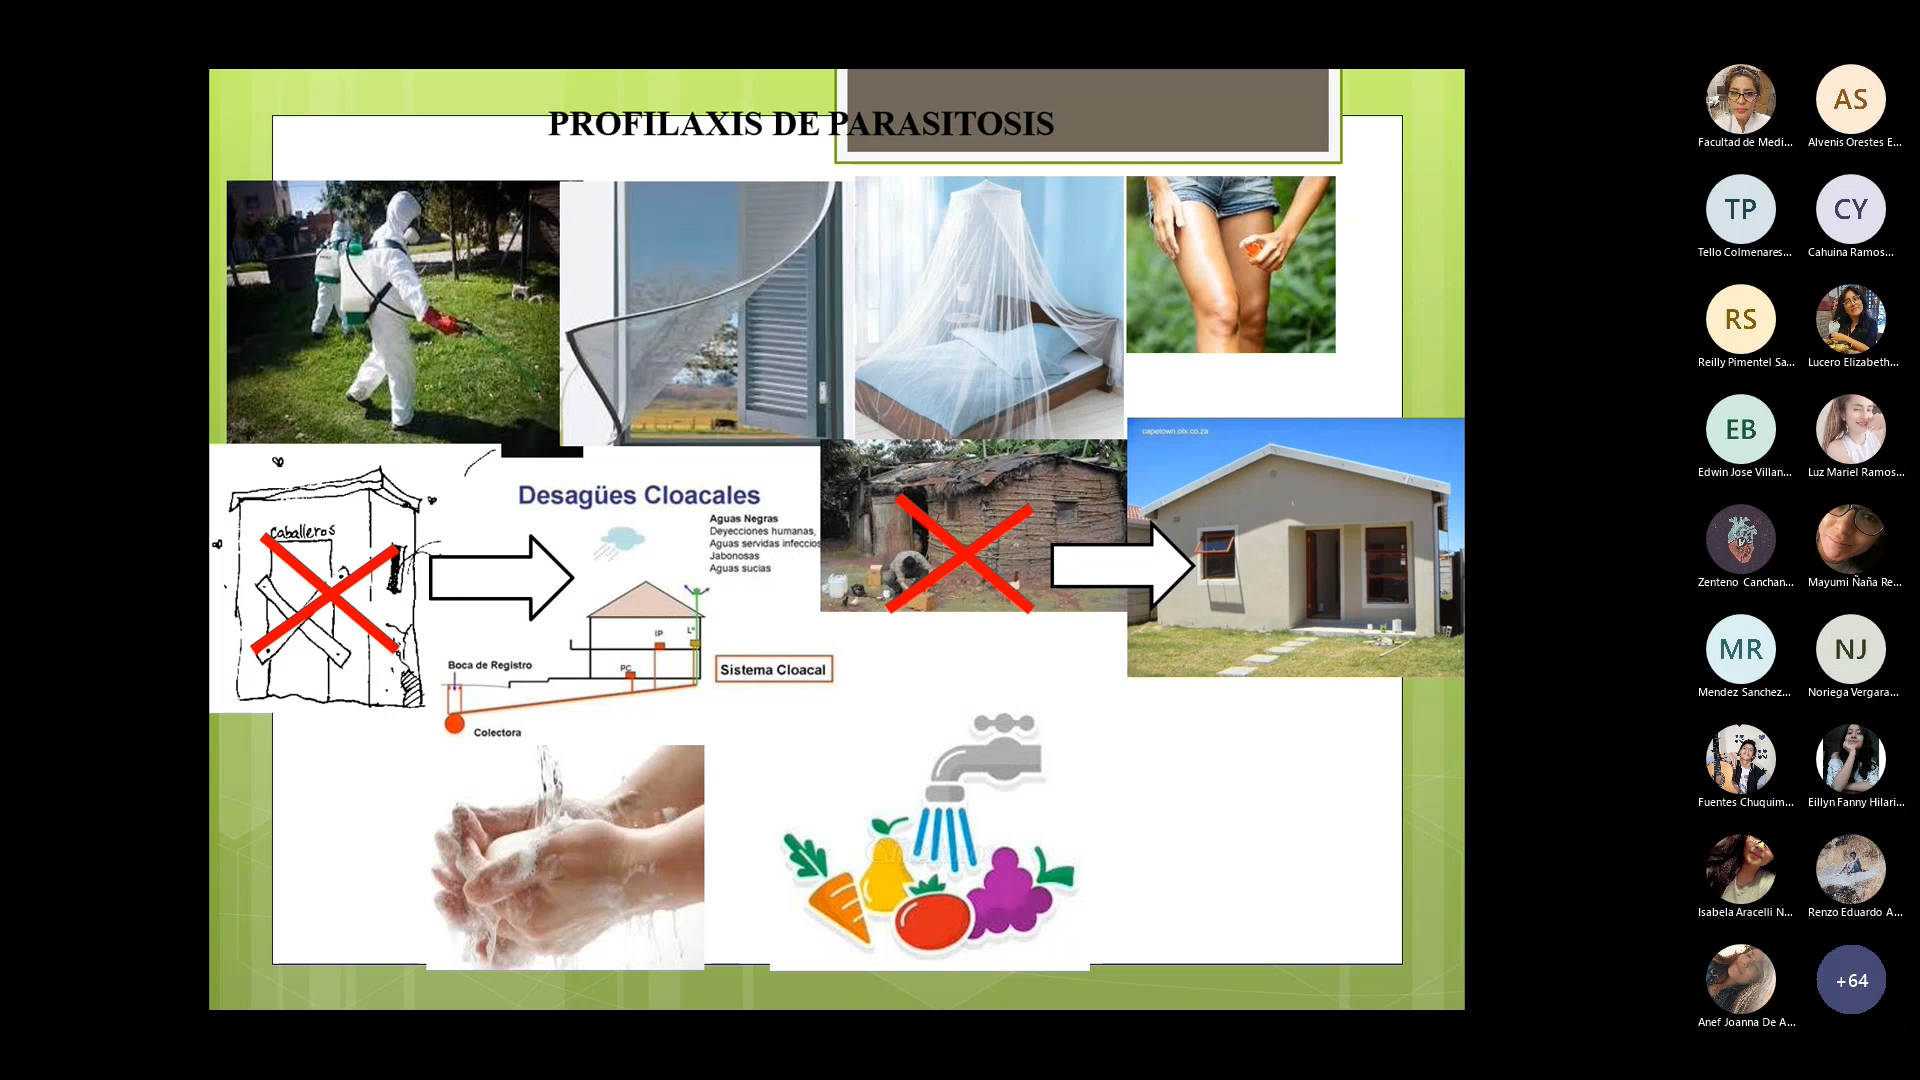 PROFILAXIS DE PARASITOSIS
capetown.olx.co.za
caballeros
Desagües Cloacales
Aguas Negras
Deyecciones humanas,
Aguas servidas infeccios
Jabonosas
Aguas sucias
IP
PC
Boca de Registro
Sistema Cloacal
Colectora
Facultad de Medi...
AS
Alvenis Orestes E...
TP
Tello Colmenares...
CY
Cahuina Ramos...
RS
Reilly Pimentel Sa...
Lucero Elizabeth...
EB
Edwin Jose Villan...
Luz Mariel Ramos...
Zenteno Canchan...
Mayumi Ñaña Re...
MR
Mendez Sanchez...
NJ
Noriega Vergara...
Fuentes Chuquim...
Eillyn Fanny Hilari...
Isabela Aracelli N...
Renzo Eduardo A...
Anef Joanna De A...
+64